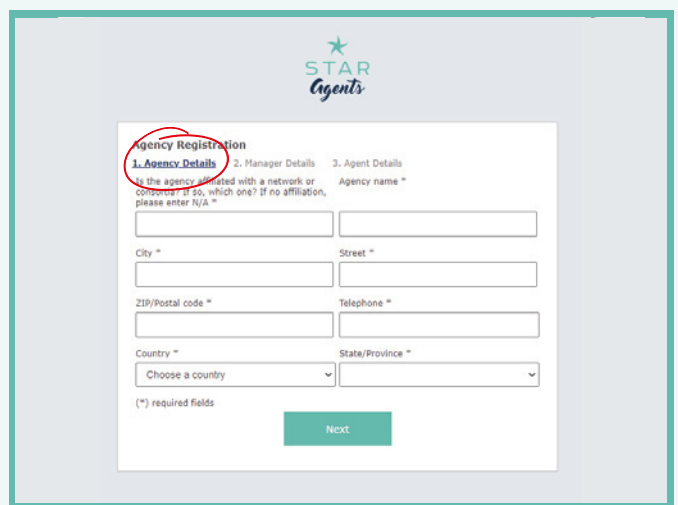 STAR
Agents
Agency Registration
1. Agency Details 2. Manager Details 3. Agent Details
Is the agency affiliated with a network or
consortia? If so, which one? If no affiliation,
please enter N/A *
Agency name *
City *
Street *
ZIP/Postal code *
Telephone *
Country *
State/Province *
Choose a country
(*) required fields
Next